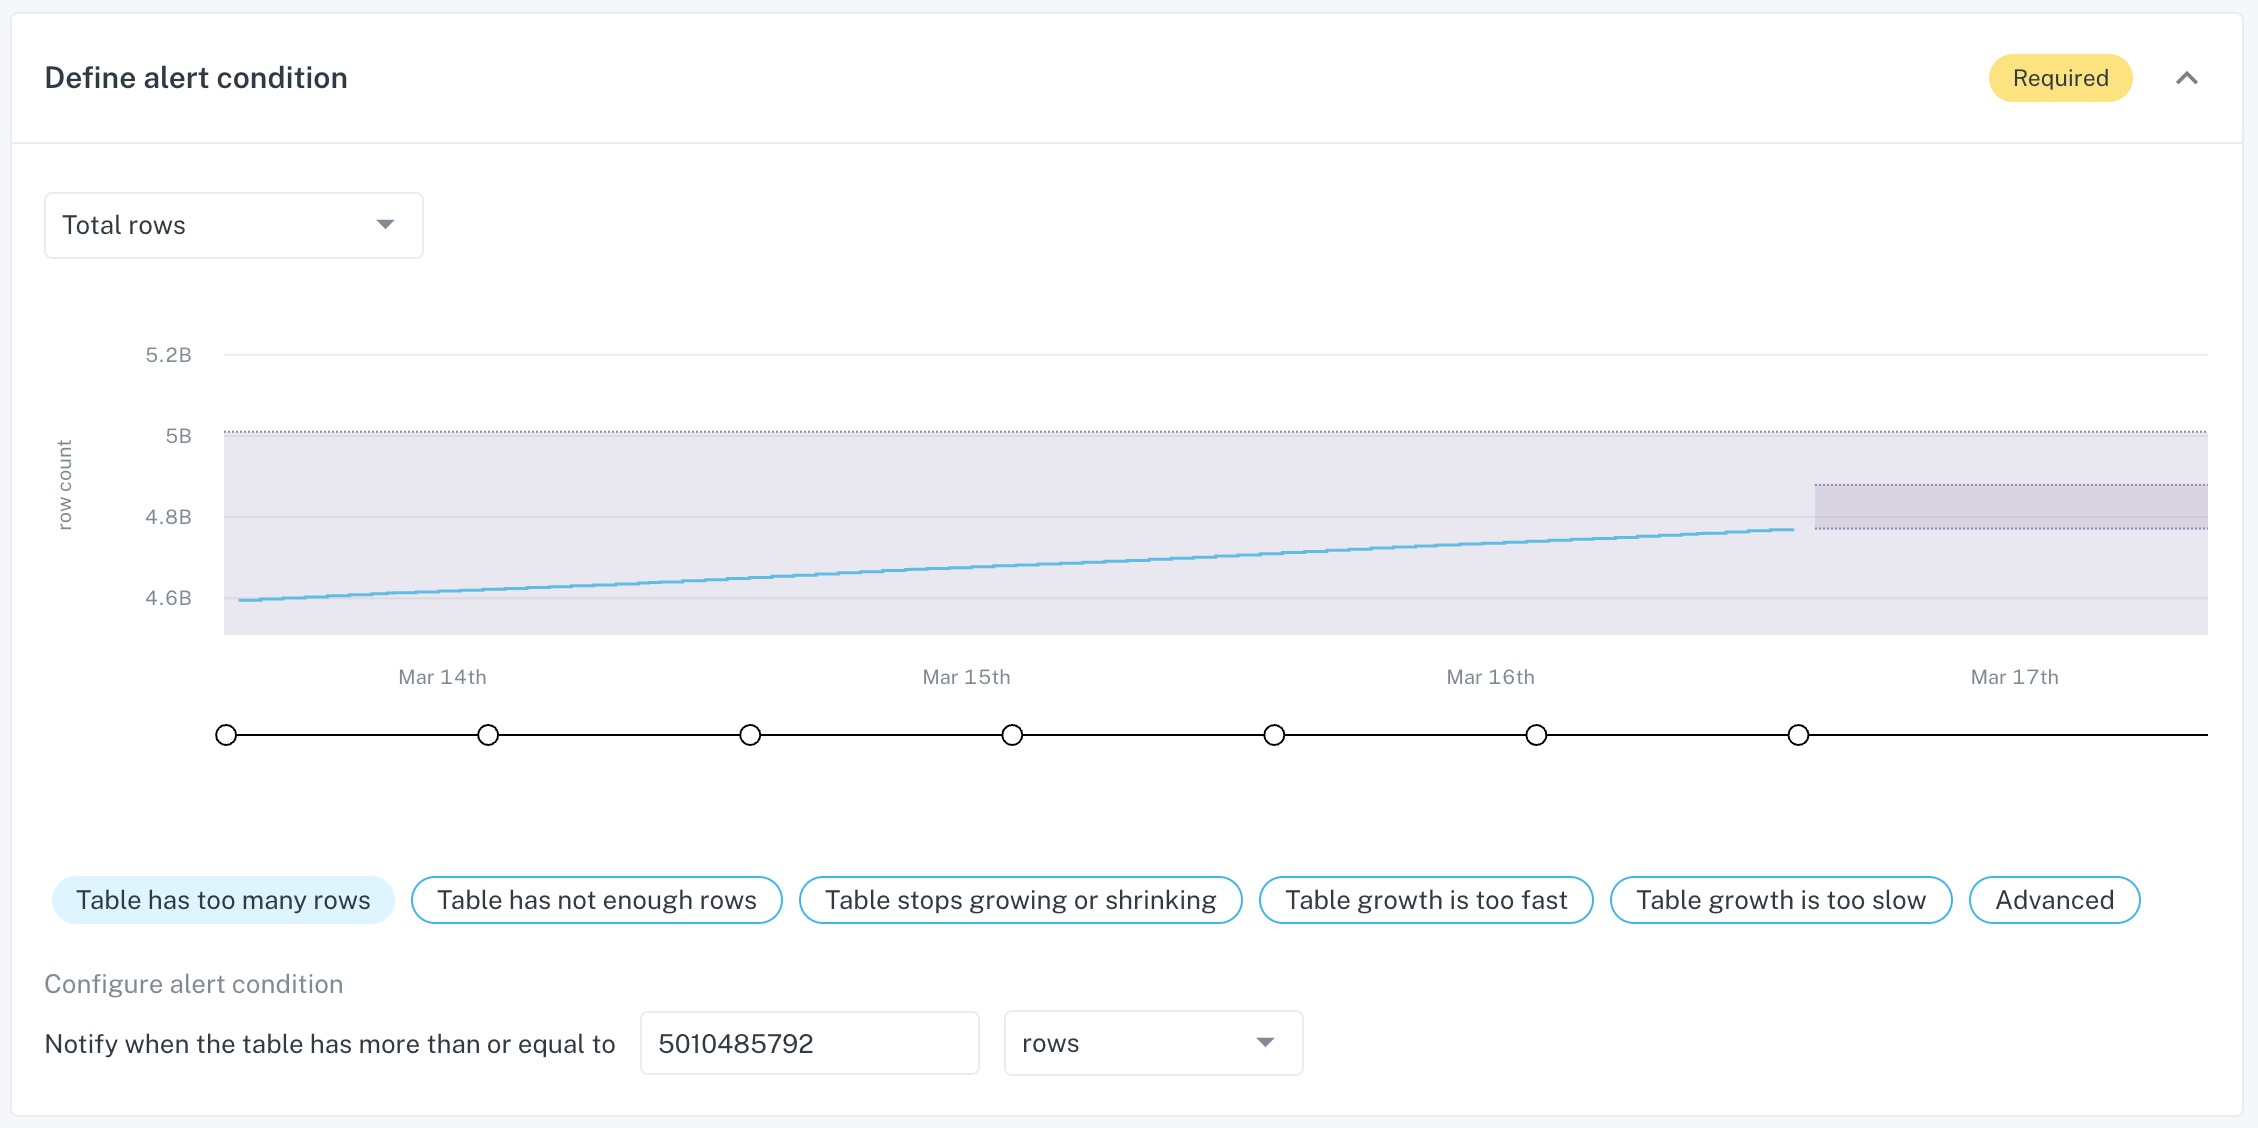 Define alert condition
Required
Total rows
5.2B
5B
4.8B
4.6B
row count
Mar 14th
Mar 15th
Mar 16th
Mar 17th
Table has too many rows
Table has not enough rows
Table stops growing or shrinking
Table growth is too fast
Table growth is too slow
Advanced
Configure alert condition
Notify when the table has more than or equal to 5010485792 rows